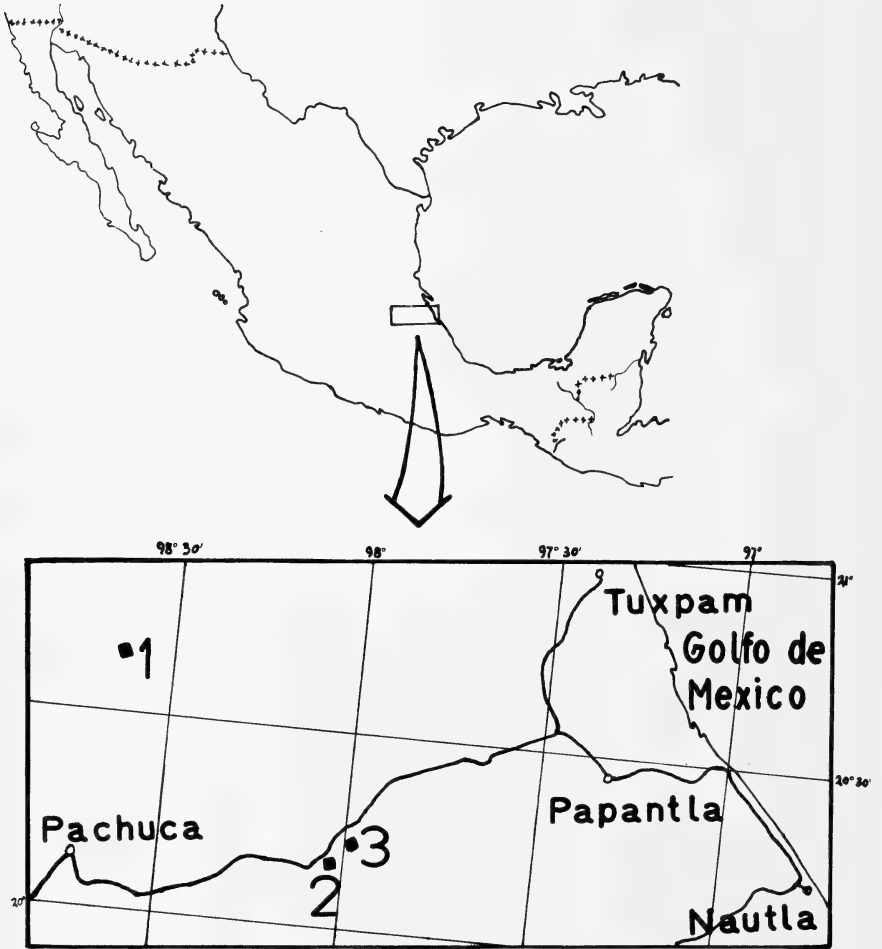 98° 30'
98°
97° 30'
97°
21°
Tuxpam
1
Golfo de
Mexico
20° 30'
Papantla
Pachuca
3
2
20°
Nautla